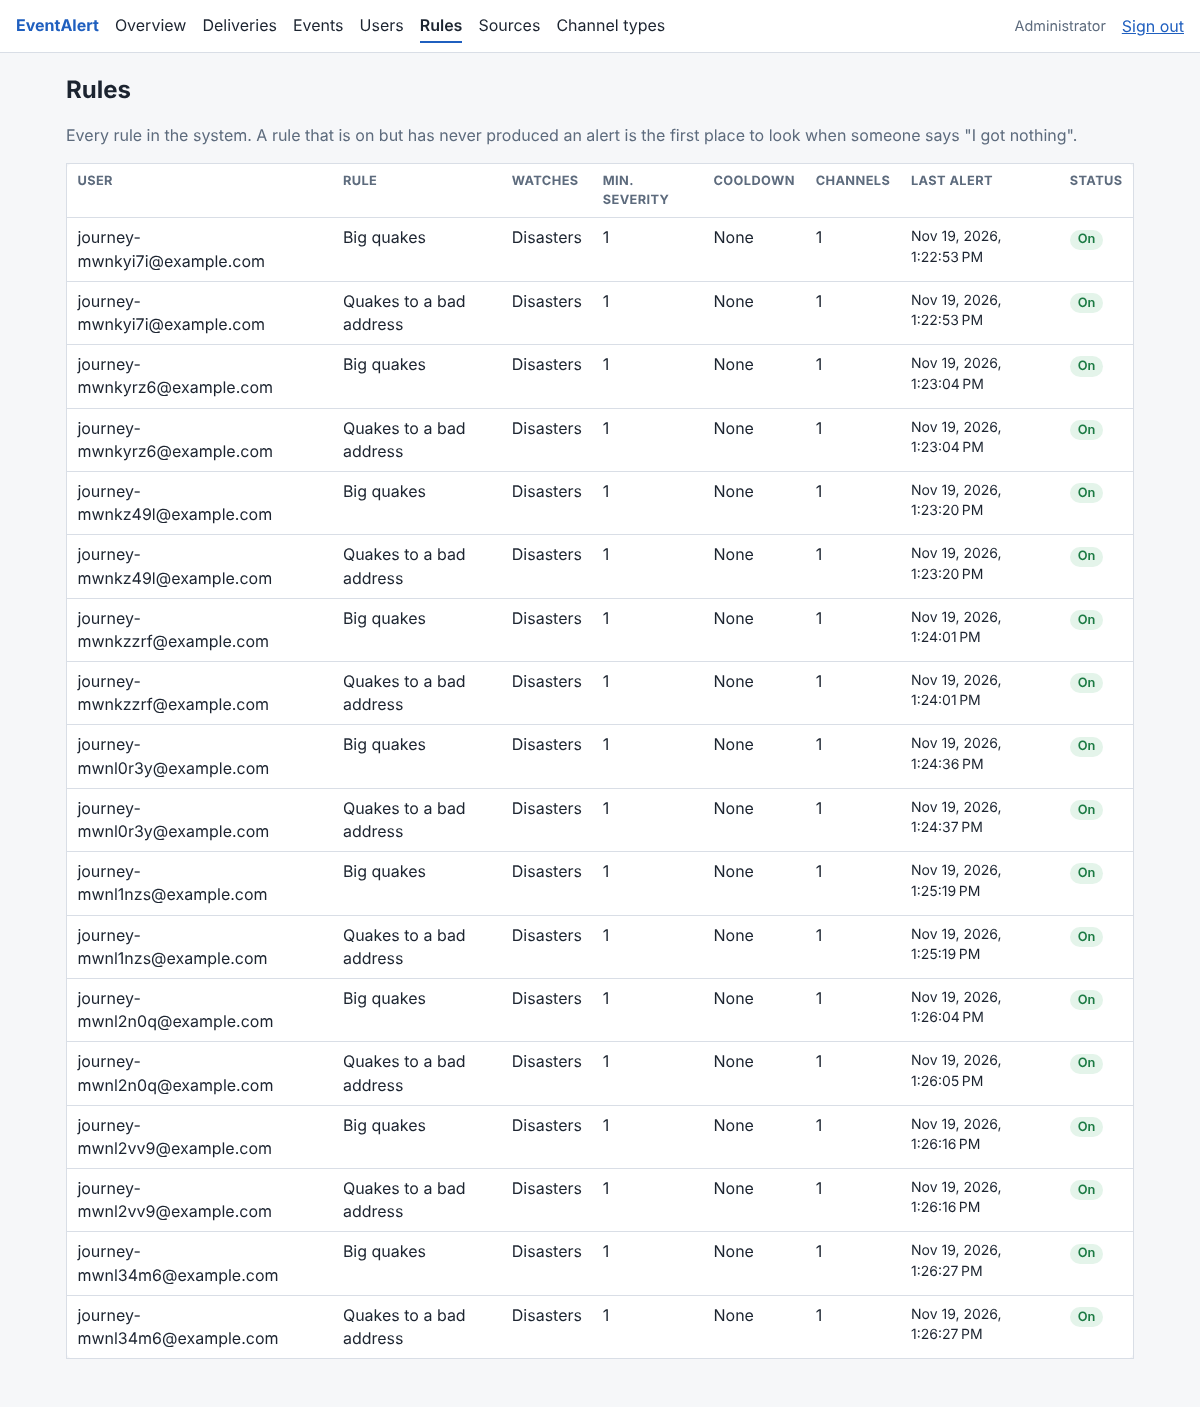 EventAlert Overview Deliveries Events Users Rules Sources Channel types Administrator Sign out
Rules
Every rule in the system. A rule that is on but has never produced an alert is the first place to look when someone says "I got nothing".
USER RULE WATCHES MIN. SEVERITY COOLDOWN CHANNELS LAST ALERT STATUS
journey-mwnkyi7i@example.com Big quakes Disasters 1 None 1 Nov 19, 2026, 1:22:53 PM On
journey-mwnkyi7i@example.com Quakes to a bad address Disasters 1 None 1 Nov 19, 2026, 1:22:53 PM On
journey-mwnkyrz6@example.com Big quakes Disasters 1 None 1 Nov 19, 2026, 1:23:04 PM On
journey-mwnkyrz6@example.com Quakes to a bad address Disasters 1 None 1 Nov 19, 2026, 1:23:04 PM On
journey-mwnkz49l@example.com Big quakes Disasters 1 None 1 Nov 19, 2026, 1:23:20 PM On
journey-mwnkz49l@example.com Quakes to a bad address Disasters 1 None 1 Nov 19, 2026, 1:23:20 PM On
journey-mwnkzzrf@example.com Big quakes Disasters 1 None 1 Nov 19, 2026, 1:24:01 PM On
journey-mwnkzzrf@example.com Quakes to a bad address Disasters 1 None 1 Nov 19, 2026, 1:24:01 PM On
journey-mwnl0r3y@example.com Big quakes Disasters 1 None 1 Nov 19, 2026, 1:24:36 PM On
journey-mwnl0r3y@example.com Quakes to a bad address Disasters 1 None 1 Nov 19, 2026, 1:24:37 PM On
journey-mwnl1nzs@example.com Big quakes Disasters 1 None 1 Nov 19, 2026, 1:25:19 PM On
journey-mwnl1nzs@example.com Quakes to a bad address Disasters 1 None 1 Nov 19, 2026, 1:25:19 PM On
journey-mwnl2n0q@example.com Big quakes Disasters 1 None 1 Nov 19, 2026, 1:26:04 PM On
journey-mwnl2n0q@example.com Quakes to a bad address Disasters 1 None 1 Nov 19, 2026, 1:26:05 PM On
journey-mwnl2vv9@example.com Big quakes Disasters 1 None 1 Nov 19, 2026, 1:26:16 PM On
journey-mwnl2vv9@example.com Quakes to a bad address Disasters 1 None 1 Nov 19, 2026, 1:26:16 PM On
journey-mwnl34m6@example.com Big quakes Disasters 1 None 1 Nov 19, 2026, 1:26:27 PM On
journey-mwnl34m6@example.com Quakes to a bad address Disasters 1 None 1 Nov 19, 2026, 1:26:27 PM On